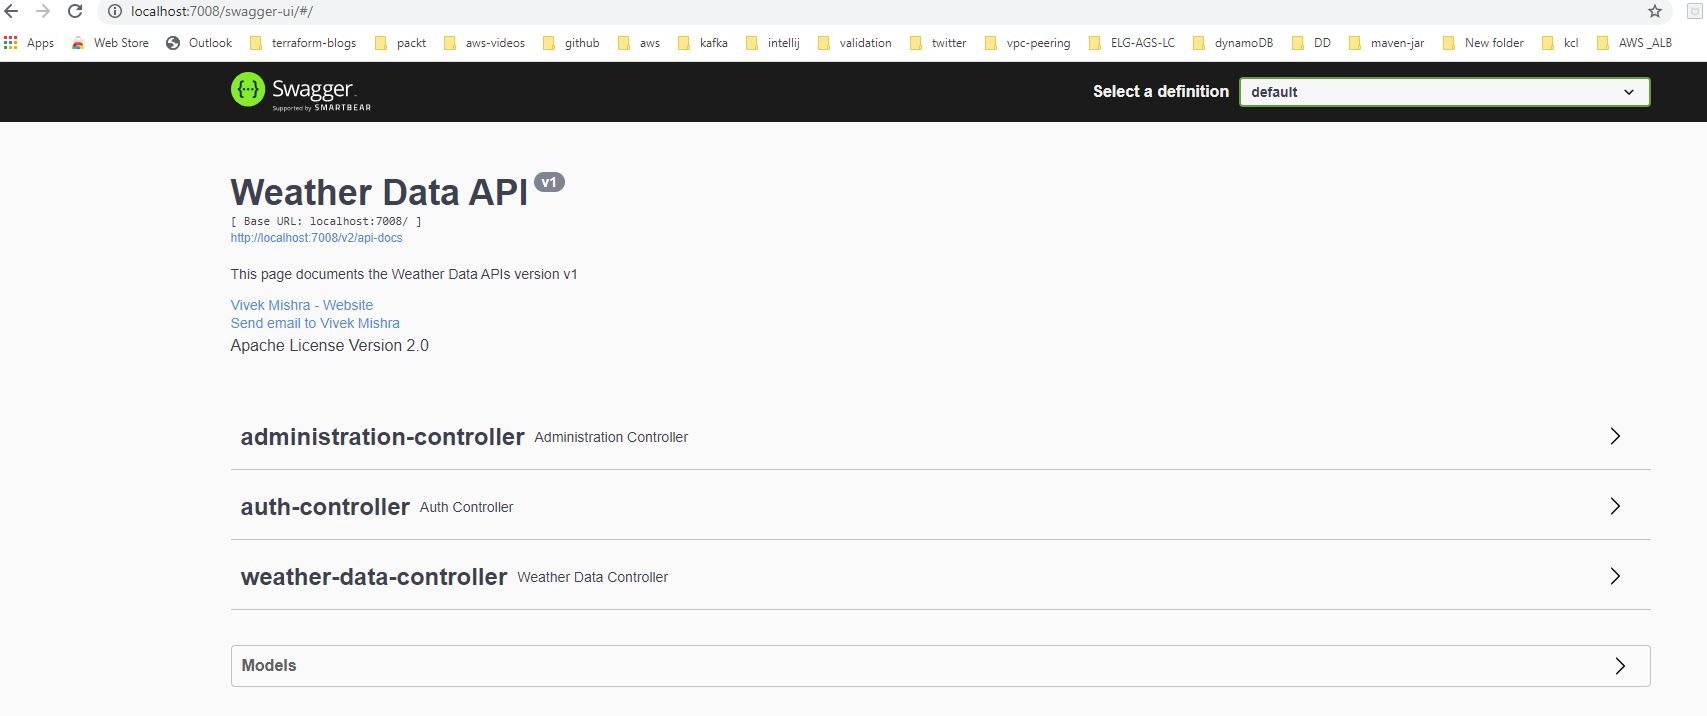 localhost:7008/swagger-ui/#/
Apps Web Store Outlook terraform-blogs packt aws-videos github aws kafka intellij validation twitter vpc-peering ELG-AGS-LC dynamoDB DD maven-jar New folder kcl AWS_ALB
Swagger
Supported by SMARTBEAR
Select a definition default
Weather Data API v1
[ Base URL: localhost:7008/ ]
http://localhost:7008/v2/api-docs
This page documents the Weather Data APIs version v1
Vivek Mishra - Website
Send email to Vivek Mishra
Apache License Version 2.0
administration-controller Administration Controller
auth-controller Auth Controller
weather-data-controller Weather Data Controller
Models